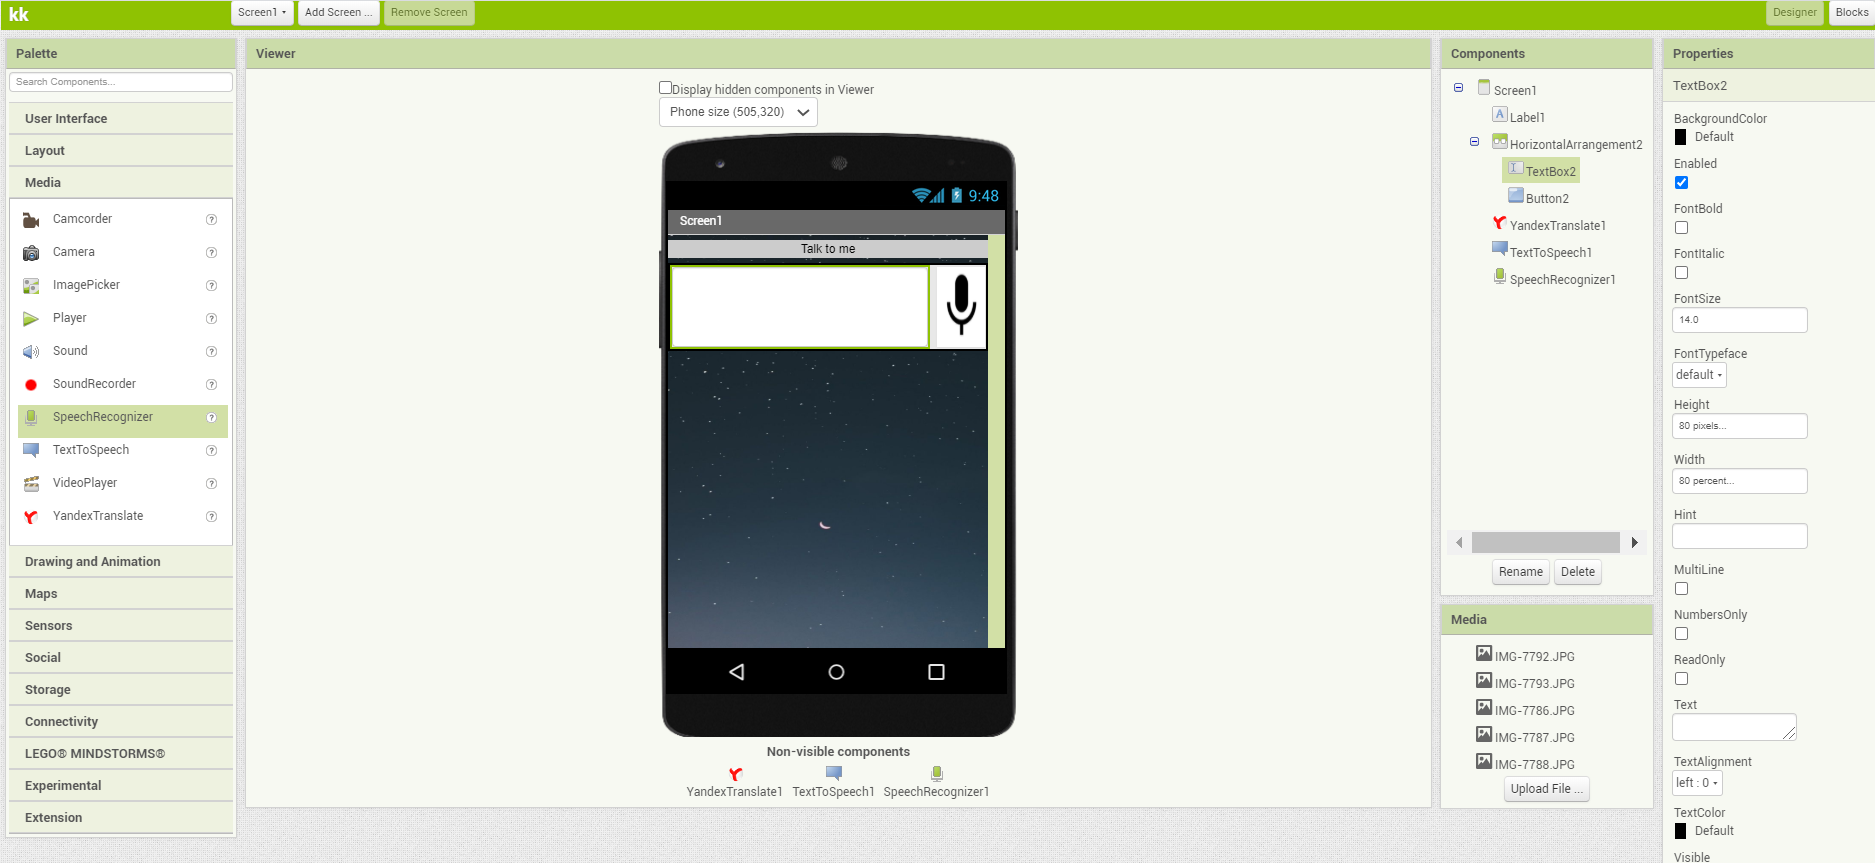 kk
Screen1
Add Screen ...
Remove Screen
Designer
Blocks
Palette
Search Components...
User Interface
Layout
Media
Camcorder
?
Camera
?
ImagePicker
?
Player
?
Sound
?
SoundRecorder
?
SpeechRecognizer
?
TextToSpeech
?
VideoPlayer
?
YandexTranslate
?
Drawing and Animation
Maps
Sensors
Social
Storage
Connectivity
LEGO® MINDSTORMS®
Experimental
Extension
Viewer
Display hidden components in Viewer
Phone size (505,320)
9:48
Screen1
Talk to me
Non-visible components
YandexTranslate1
TextToSpeech1
SpeechRecognizer1
Components
Screen1
A
Label1
HorizontalArrangement2
TextBox2
Button2
YandexTranslate1
TextToSpeech1
SpeechRecognizer1
Rename
Delete
Media
IMG-7792.JPG
IMG-7793.JPG
IMG-7786.JPG
IMG-7787.JPG
IMG-7788.JPG
Upload File ...
Properties
TextBox2
BackgroundColor
Default
Enabled
FontBold
FontItalic
FontSize
14.0
FontTypeface
default
Height
80 pixels...
Width
80 percent...
Hint
MultiLine
NumbersOnly
ReadOnly
Text
TextAlignment
left : 0
TextColor
Default
Visible